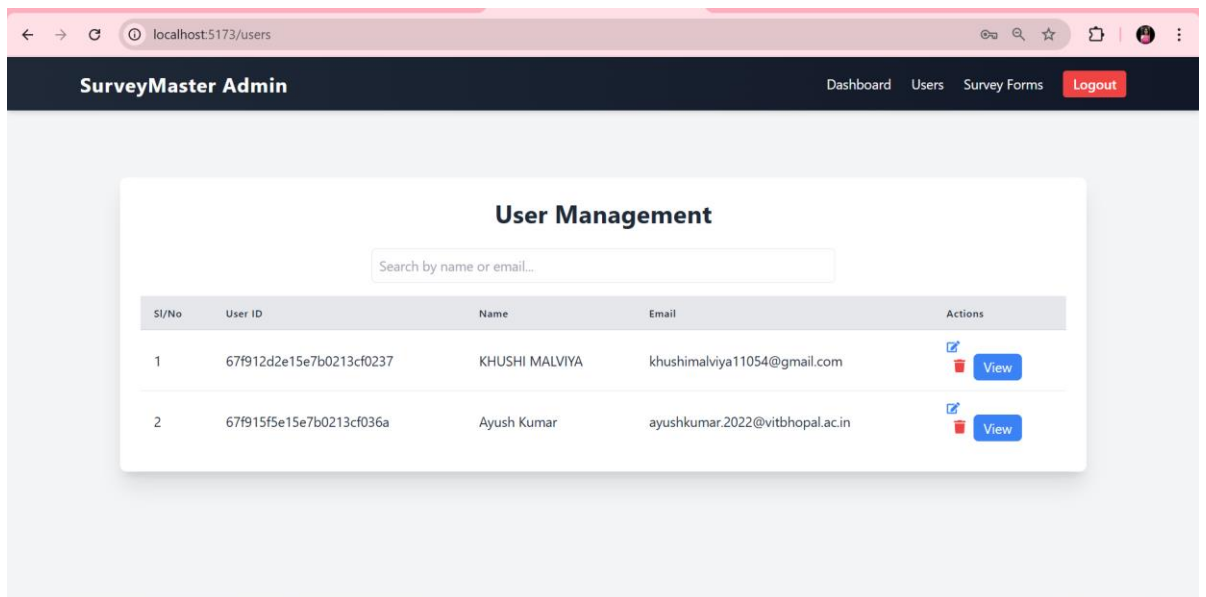 localhost:5173/users
SurveyMaster Admin Dashboard Users Survey Forms Logout
User Management
Search by name or email...
Sl/No User ID Name Email Actions
1 67f912d2e15e7b0213cf0237 KHUSHI MALVIYA khushimalviya11054@gmail.com View
2 67f915f5e15e7b0213cf036a Ayush Kumar ayushkumar.2022@vitbhopal.ac.in View